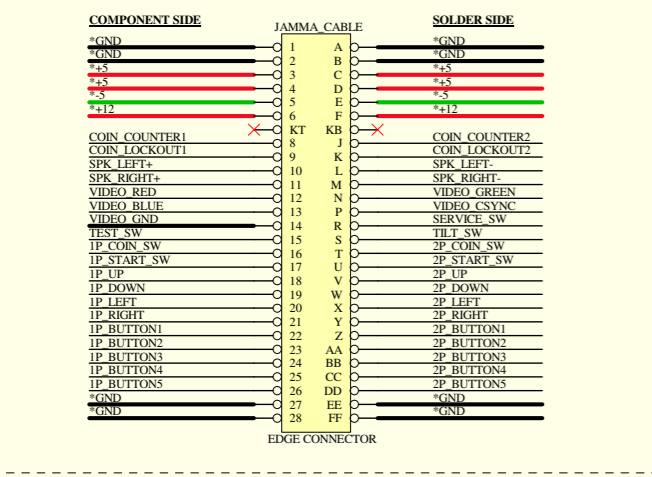 COMPONENT SIDE JAMMA_CABLE SOLDER SIDE
*GND 1 A *GND
*GND 2 B *GND
*+5 3 C *+5
*+5 4 D *+5
*-5 5 E *-5
*+12 6 F *+12
KT KB
COIN_COUNTER1 8 J COIN_COUNTER2
COIN_LOCKOUT1 9 K COIN_LOCKOUT2
SPK_LEFT+ 10 L SPK_LEFT-
SPK_RIGHT+ 11 M SPK_RIGHT-
VIDEO_RED 12 N VIDEO_GREEN
VIDEO_BLUE 13 P VIDEO_CSYNC
VIDEO_GND 14 R SERVICE_SW
TEST_SW 15 S TILT_SW
1P_COIN_SW 16 T 2P_COIN_SW
1P_START_SW 17 U 2P_START_SW
1P_UP 18 V 2P_UP
1P_DOWN 19 W 2P_DOWN
1P_LEFT 20 X 2P_LEFT
1P_RIGHT 21 Y 2P_RIGHT
1P_BUTTON1 22 Z 2P_BUTTON1
1P_BUTTON2 23 AA 2P_BUTTON2
1P_BUTTON3 24 BB 2P_BUTTON3
1P_BUTTON4 25 CC 2P_BUTTON4
1P_BUTTON5 26 DD 2P_BUTTON5
*GND 27 EE *GND
*GND 28 FF *GND
EDGE CONNECTOR